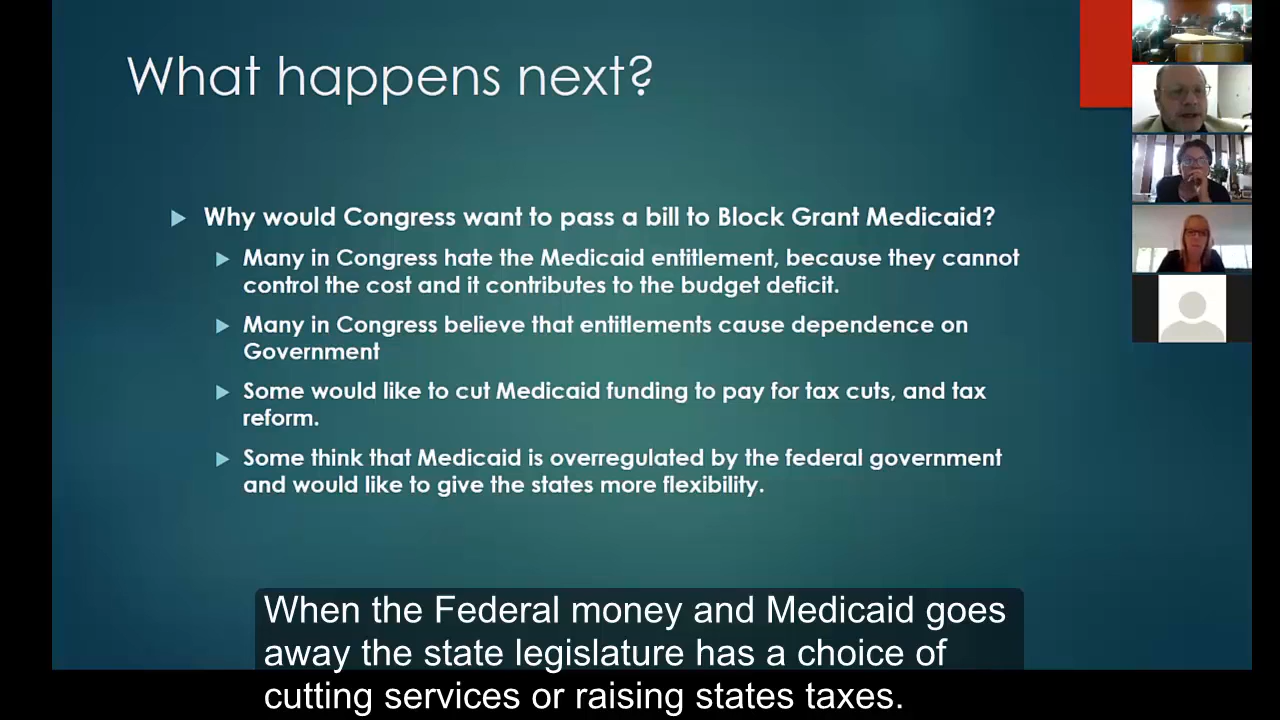 What happens next?
Why would Congress want to pass a bill to Block Grant Medicaid?
Many in Congress hate the Medicaid entitlement, because they cannot
control the cost and it contributes to the budget deficit.
Many in Congress believe that entitlements cause dependence on
Government
Some would like to cut Medicaid funding to pay for tax cuts, and tax
reform.
Some think that Medicaid is overregulated by the federal government
and would like to give the states more flexibility.
When the Federal money and Medicaid goes
away the state legislature has a choice of
cutting services or raising states taxes.